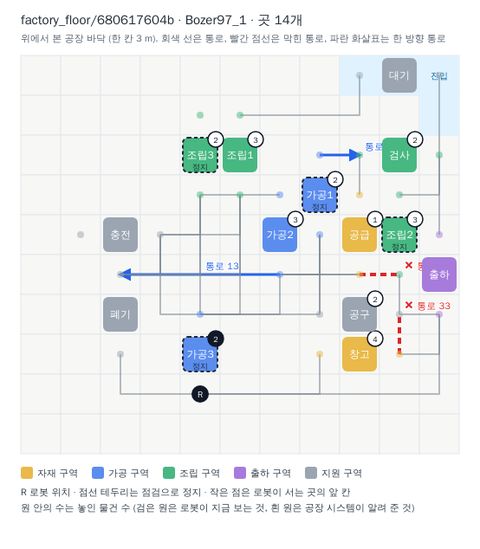 factory_floor/680617604b · Bozer97_1 · 곳 14개
위에서 본 공장 바닥 (한 칸 3 m). 회색 선은 통로, 빨간 점선은 막힌 통로, 파란 화살표는 한 방향 통로
대기
2
3
통로
2
조립3
정지
조립1
검사
2
가공1
정지
3
1
3
충전
가공2
공급
조립2
정지
통로 13
출하
2
통로 33
폐기
공구
2
4
가공3
정지
창고
R
자재 구역
가공 구역
조립 구역
출하 구역
지원 구역
R 로봇 위치 · 점선 테두리는 점검으로 정지 · 작은 점은 로봇이 서는 곳의 앞 칸
원 안의 수는 놓인 물건 수 (검은 원은 로봇이 지금 보는 것, 흰 원은 공장 시스템이 알려 준 것)